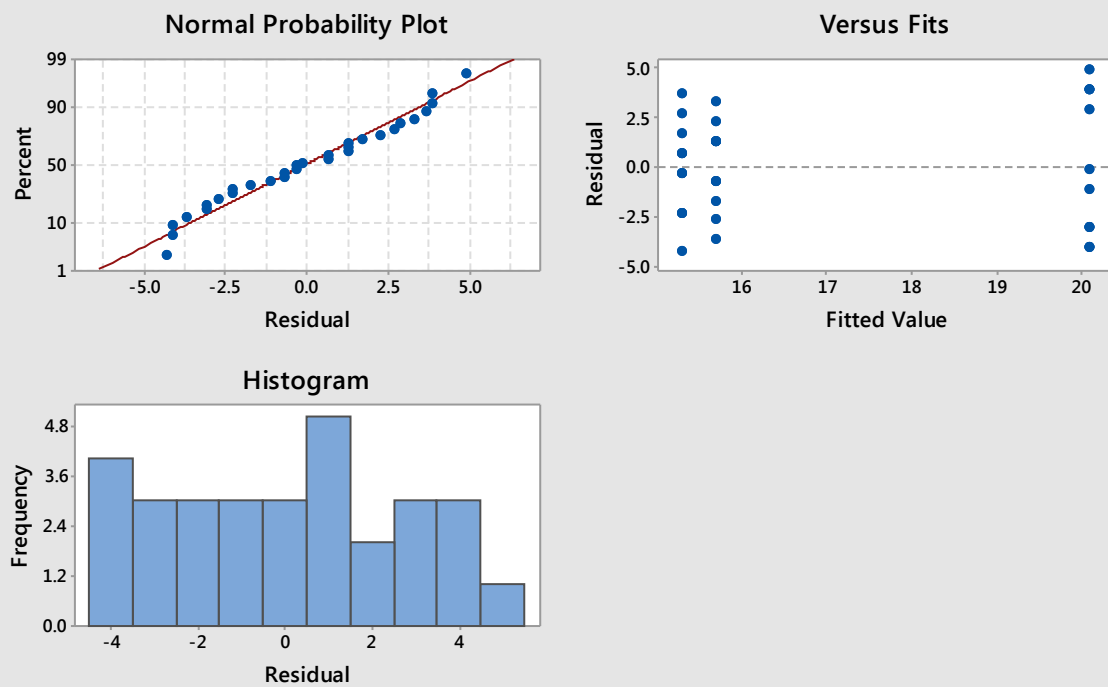 Normal Probability Plot
99
90
50
10
1
Percent
-5.0 -2.5 0.0 2.5 5.0
Residual
Versus Fits
5.0
2.5
0.0
-2.5
-5.0
Residual
16 17 18 19 20
Fitted Value
Histogram
4.8
3.6
2.4
1.2
0.0
Frequency
-4 -2 0 2 4
Residual